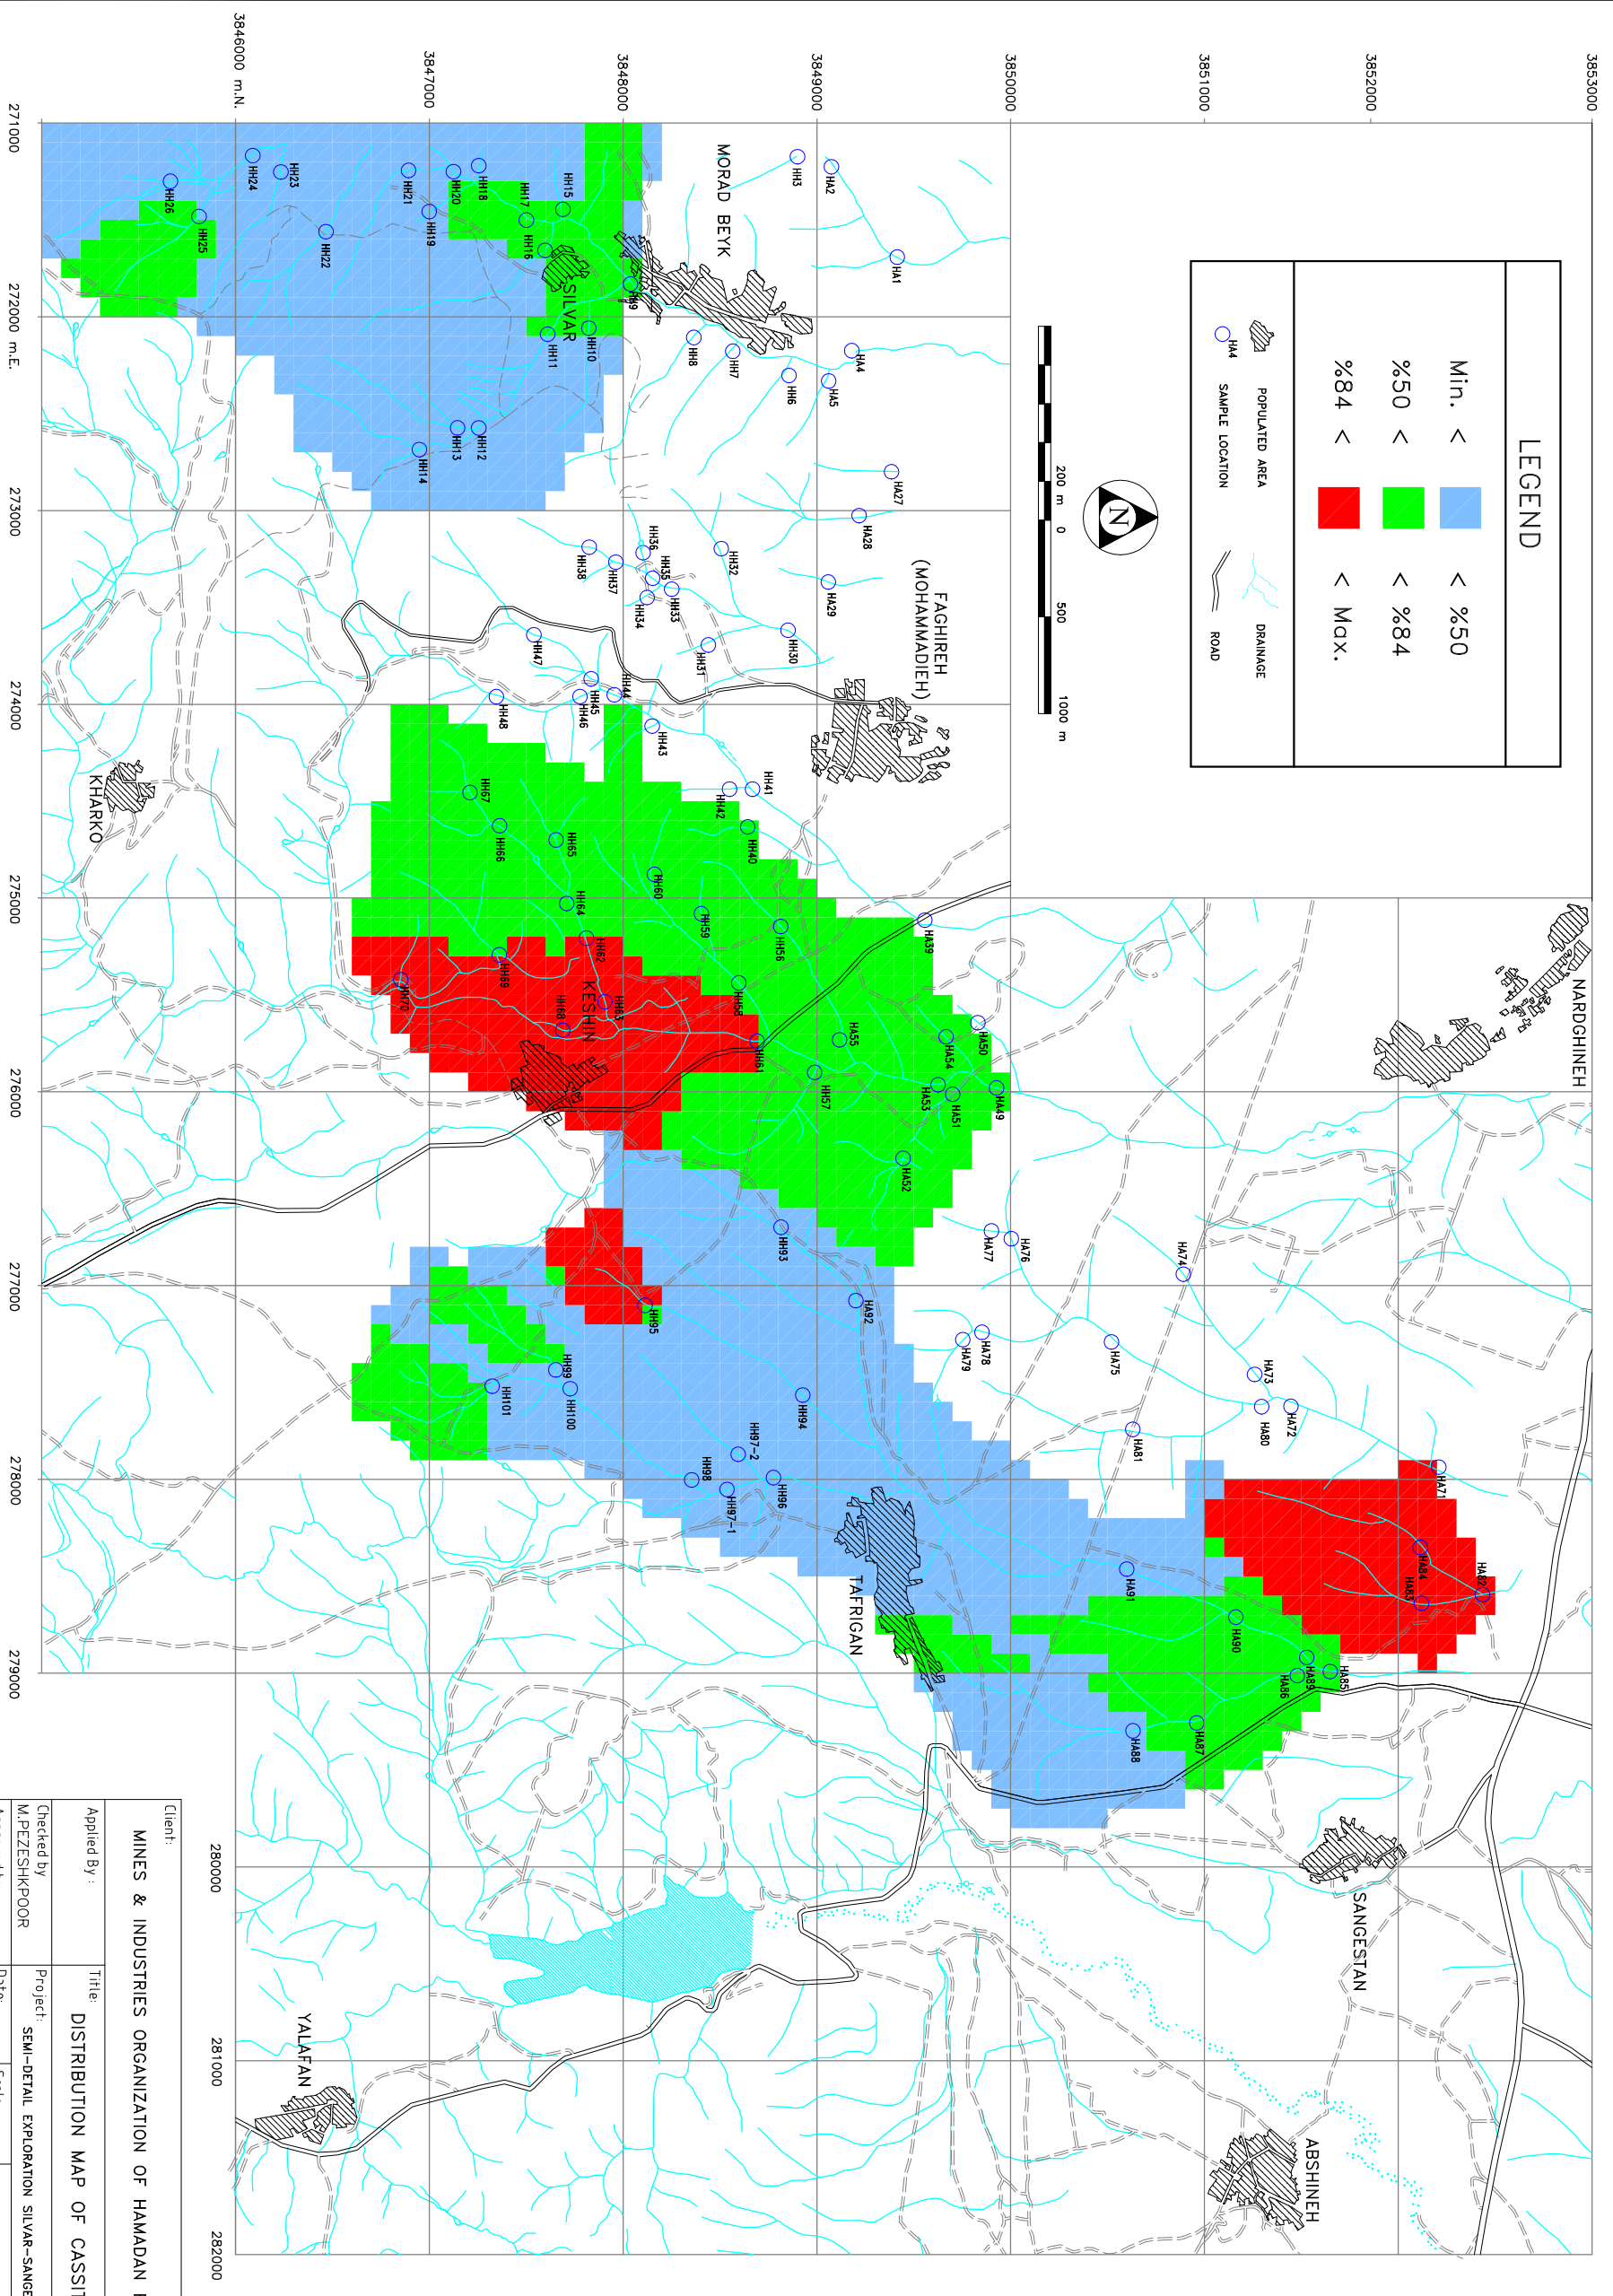 LEGEND
Min. < < %50
%50 < < %84
%84 < < Max.
POPULATED AREA
DRAINAGE
HA4
SAMPLE LOCATION
ROAD
N
200 m
0
500
1000 m
3853000
3852000
3851000
3850000
3849000
3848000
3847000
3846000 m.N.
271000
272000 m.E.
273000
274000
275000
276000
277000
278000
279000
280000
281000
282000
MORAD BEYK
SILVAR
FAGHIREH
(MOHAMMADIEH)
NARDGHINEH
KHARKO
KESHIN
TAFRIGAN
SANGESTAN
ABSHINEH
YALAFAN
HA1
HA2
HH3
HA4
HA5
HH6
HH7
HH8
HH9
HH10
HH11
HH12
HH13
HH14
HH15
HH16
HH17
HH18
HH19
HH20
HH21
HH22
HH23
HH24
HH25
HH26
HA27
HA28
HA29
HH30
HH31
HH32
HH33
HH34
HH35
HH36
HH37
HH38
HA39
HH40
HH41
HH42
HH43
HH44
HH45
HH46
HH47
HH48
HA49
HA50
HA51
HA52
HA53
HA54
HA55
HH56
HH57
HH58
HH59
HH60
HH61
HH62
HH63
HH64
HH65
HH66
HH67
HH68
HH69
HH70
HA71
HA72
HA73
HA74
HA75
HA76
HA77
HA78
HA79
HA80
HA81
HA82
HA83
HA84
HA85
HA86
HA87
HA88
HA89
HA90
HA91
HA92
HH93
HH94
HH95
HH96
HH97-1
HH97-2
HH98
HH99
HH100
HH101
Client:
MINES & INDUSTRIES ORGANIZATION OF HAMADAN
Applied By :
Title:
DISTRIBUTION MAP OF CASSIT
Checked by
M.PEZESHKPOOR
Project:
SEMI-DETAIL EXPLORATION SILVAR-SANGE
Date: